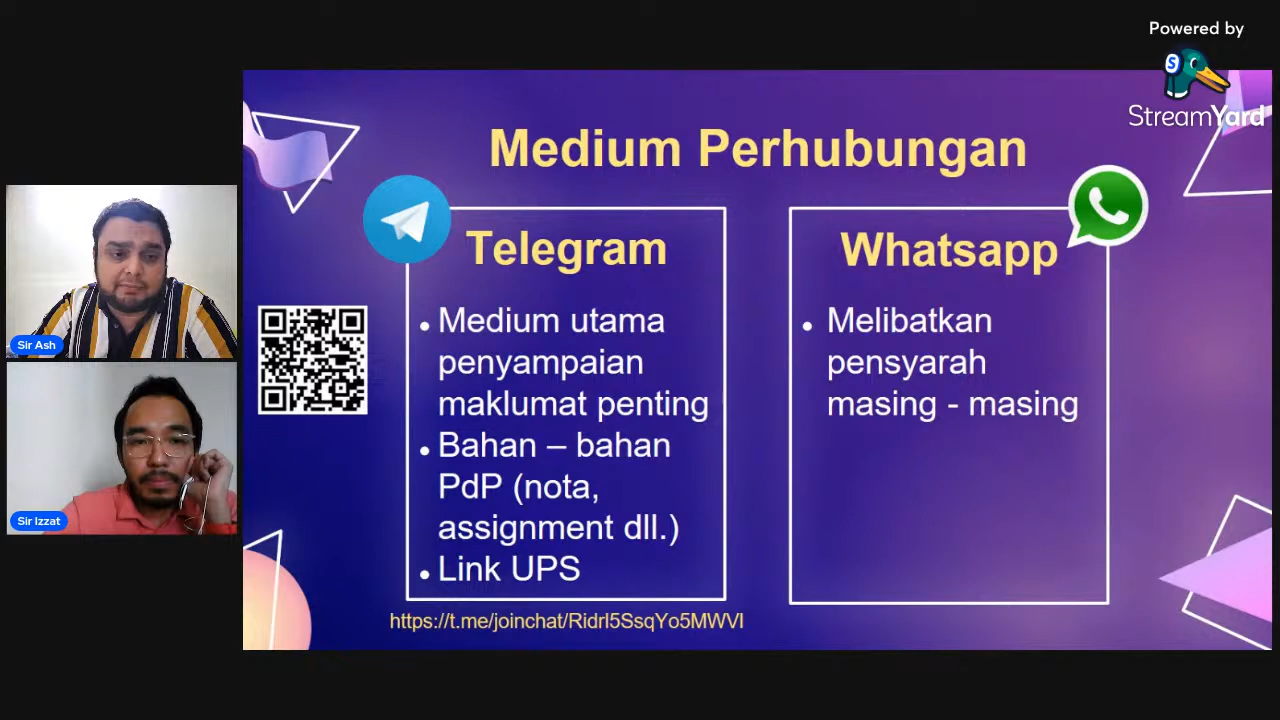 Powered by
StreamYard
Medium Perhubungan
Telegram
• Medium utama
penyampaian
maklumat penting
• Bahan – bahan
PdP (nota,
assignment dll.)
• Link UPS
https://t.me/joinchat/RidrI5SsqYo5MWVl
Whatsapp
• Melibatkan
pensyarah
masing - masing
Sir Ash
Sir Izzat